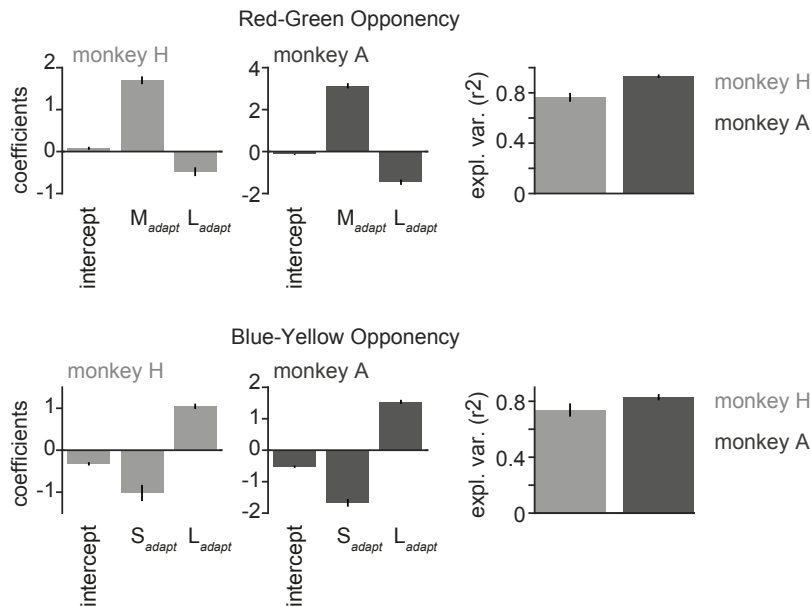 Red-Green Opponency
monkey H
monkey A
coefficients
2
1
0
-1
4
2
0
-2
expl. var. (r2)
0.8
0.4
0
monkey H
monkey A
intercept
M adapt
L adapt
intercept
M adapt
L adapt
Blue-Yellow Opponency
monkey H
monkey A
coefficients
1
0
-1
2
1
0
-1
-2
expl. var. (r2)
0.8
0.4
0
monkey H
monkey A
intercept
S adapt
L adapt
intercept
S adapt
L adapt